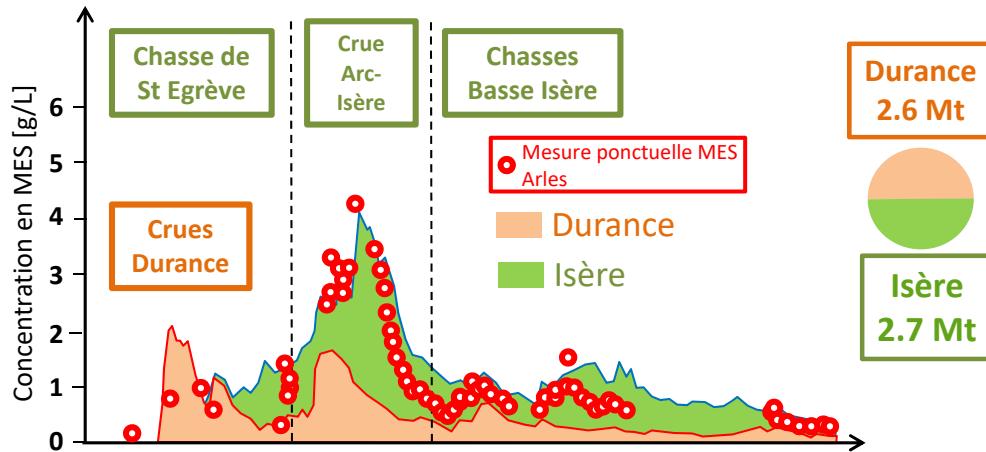 Concentration en MES [g/L]
6
5
4
3
2
1
0
Chasse de
St Egrève
Crue
Arc-
Isère
Chasses
Basse Isère
Crues
Durance
Mesure ponctuelle MES
Arles
Durance
Isère
Durance
2.6 Mt
Isère
2.7 Mt